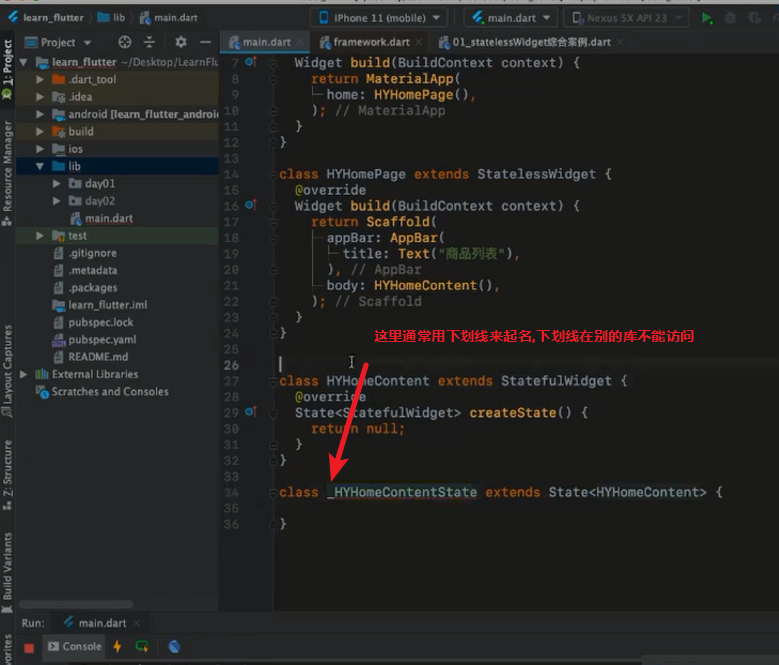 learn_flutter
lib
main.dart
iPhone 11 (mobile)
main.dart
Nexus 5X API 23
Project
main.dart
framework.dart
01_statelessWidget综合案例.dart
1: Project
Resource Manager
Layout Captures
Z: Structure
Build Variants
learn_flutter ~/Desktop/LearnFlu
.dart_tool
.idea
android [learn_flutter_android
build
ios
lib
day01
day02
main.dart
test
.gitignore
.metadata
.packages
learn_flutter.iml
pubspec.lock
pubspec.yaml
README.md
External Libraries
Scratches and Consoles
7 Widget build(BuildContext context) {
8 return MaterialApp(
9 home: HYHomePage(),
10 ); // MaterialApp
11 }
12 }
13
14 class HYHomePage extends StatelessWidget {
15 @override
16 Widget build(BuildContext context) {
17 return Scaffold(
18 appBar: AppBar(
19 title: Text("商品列表"),
20 ), // AppBar
21 body: HYHomeContent(),
22 ); // Scaffold
23 }
24 }
这里通常用下划线来起名,下划线在别的库不能访问
25
26
27 class HYHomeContent extends StatefulWidget {
28 @override
29 State<StatefulWidget> createState() {
30 return null;
31 }
32 }
33
34 class _HYHomeContentState extends State<HYHomeContent> {
35
36 }
Run:
main.dart
Console